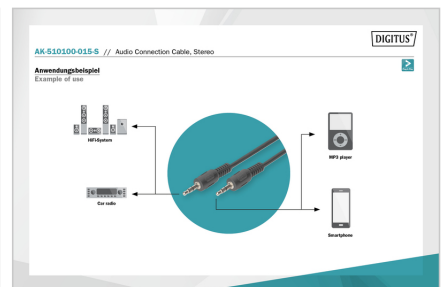 DIGITUS®
AK-510100-015-S // Audio Connection Cable, Stereo
Anwendungsbeispiel
Example of use
HiFi-System
MP3 player
Car radio
Smartphone